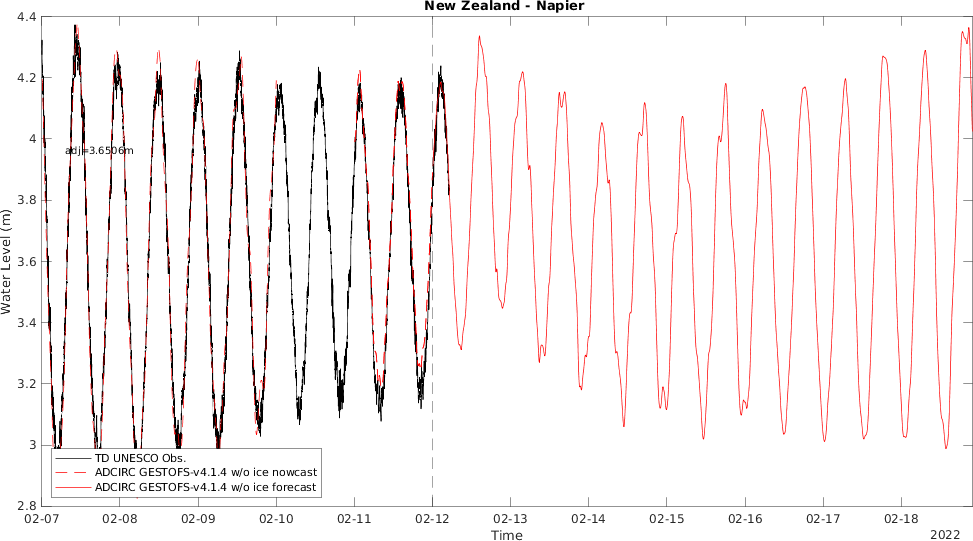 New Zealand - Napier
4.4
4.2
4
3.8
3.6
3.4
3.2
3
2.8
Water Level (m)
adj=3.6506m
TD UNESCO Obs.
ADCIRC GESTOFS-v4.1.4 w/o ice nowcast
ADCIRC GESTOFS-v4.1.4 w/o ice forecast
02-07 02-08 02-09 02-10 02-11 02-12 02-13 02-14 02-15 02-16 02-17 02-18
Time
2022